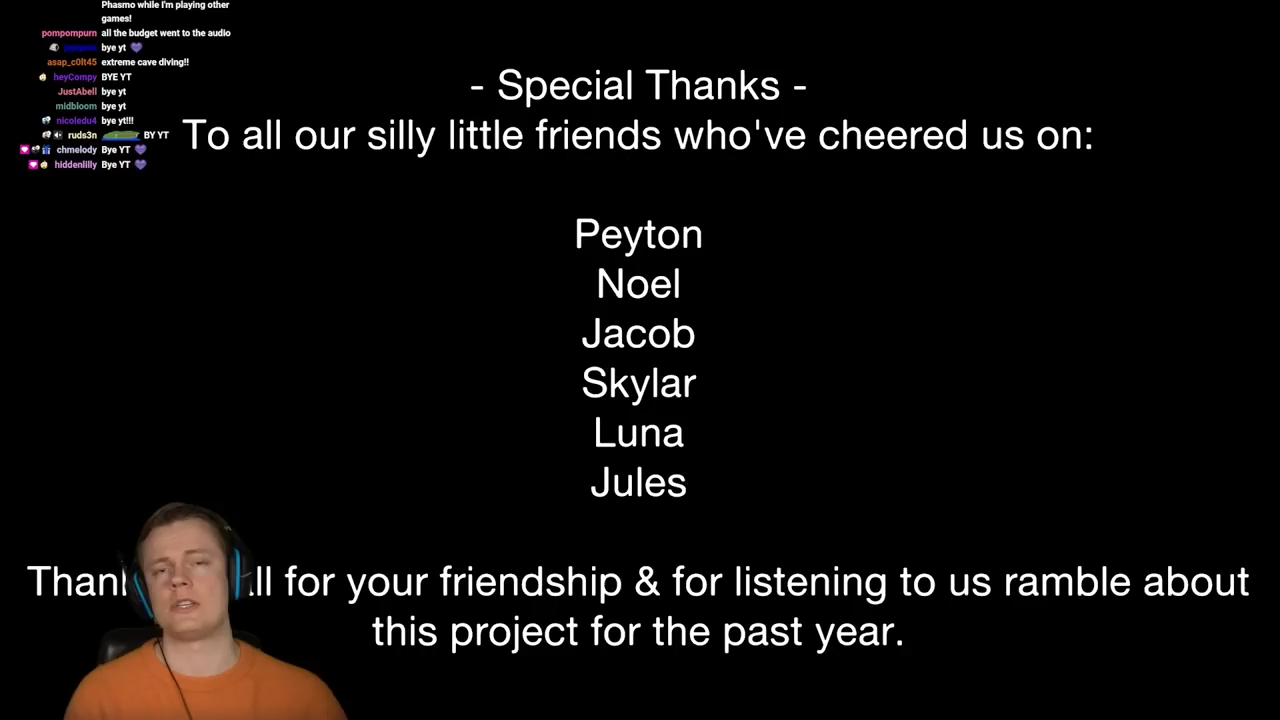 Phasmo while I'm playing other
games!
pompompurn all the budget went to the audio
bye yt
asap_c0lt45 extreme cave diving!!
heyCompy BYE YT
JustAbell bye yt
midbloom bye yt
nicoledu4 bye yt!!!
ruds3n BY YT
chmelody Bye YT
hiddenlilly Bye YT
- Special Thanks -
To all our silly little friends who've cheered us on:
Peyton
Noel
Jacob
Skylar
Luna
Jules
for your friendship & for listening to us ramble about
this project for the past year.